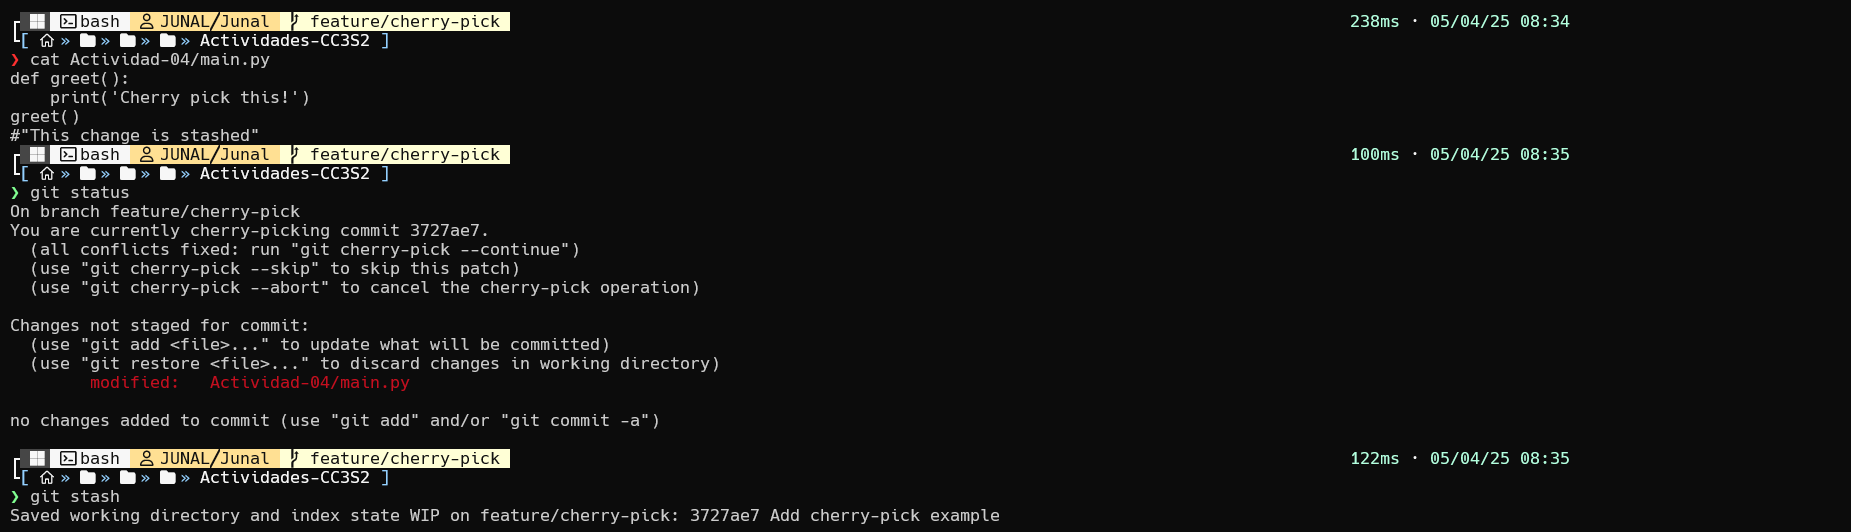 bash JUNAL/Junal feature/cherry-pick 238ms · 05/04/25 08:34
[ » » » » Actividades-CC3S2 ]
❯ cat Actividad-04/main.py
def greet():
    print('Cherry pick this!')
greet()
#"This change is stashed"
bash JUNAL/Junal feature/cherry-pick 100ms · 05/04/25 08:35
[ » » » » Actividades-CC3S2 ]
❯ git status
On branch feature/cherry-pick
You are currently cherry-picking commit 3727ae7.
  (all conflicts fixed: run "git cherry-pick --continue")
  (use "git cherry-pick --skip" to skip this patch)
  (use "git cherry-pick --abort" to cancel the cherry-pick operation)
Changes not staged for commit:
  (use "git add <file>..." to update what will be committed)
  (use "git restore <file>..." to discard changes in working directory)
        modified:   Actividad-04/main.py
no changes added to commit (use "git add" and/or "git commit -a")
bash JUNAL/Junal feature/cherry-pick 122ms · 05/04/25 08:35
[ » » » » Actividades-CC3S2 ]
❯ git stash
Saved working directory and index state WIP on feature/cherry-pick: 3727ae7 Add cherry-pick example